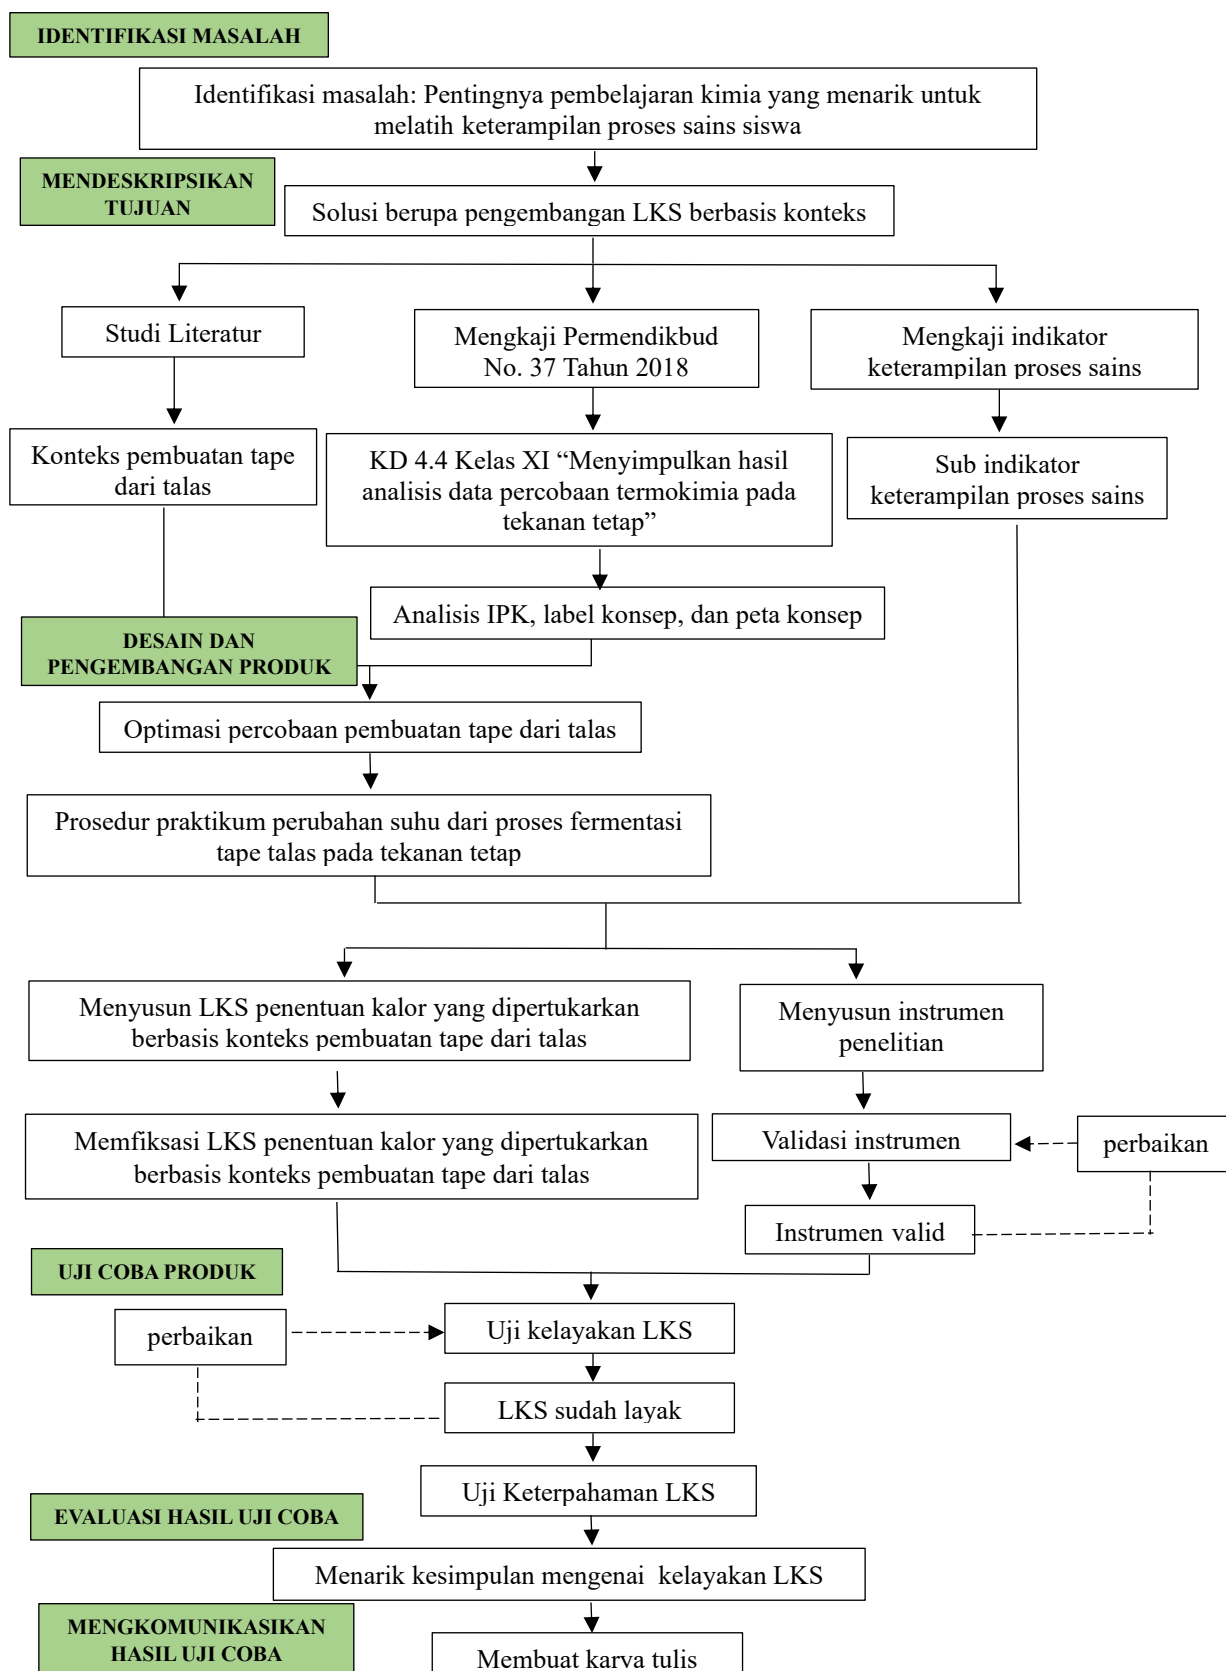 IDENTIFIKASI MASALAH
Identifikasi masalah: Pentingnya pembelajaran kimia yang menarik untuk
melatih keterampilan proses sains siswa
MENDESKRIPSIKAN
TUJUAN
Solusi berupa pengembangan LKS berbasis konteks
Studi Literatur
Mengkaji Permendikbud
No. 37 Tahun 2018
Mengkaji indikator
keterampilan proses sains
Konteks pembuatan tape
dari talas
KD 4.4 Kelas XI “Menyimpulkan hasil
analisis data percobaan termokimia pada
tekanan tetap”
Sub indikator
keterampilan proses sains
Analisis IPK, label konsep, dan peta konsep
DESAIN DAN
PENGEMBANGAN PRODUK
Optimasi percobaan pembuatan tape dari talas
Prosedur praktikum perubahan suhu dari proses fermentasi
tape talas pada tekanan tetap
Menyusun LKS penentuan kalor yang dipertukarkan
berbasis konteks pembuatan tape dari talas
Menyusun instrumen
penelitian
Memfiksasi LKS penentuan kalor yang dipertukarkan
berbasis konteks pembuatan tape dari talas
Validasi instrumen
perbaikan
Instrumen valid
UJI COBA PRODUK
perbaikan
Uji kelayakan LKS
LKS sudah layak
Uji Keterpahaman LKS
EVALUASI HASIL UJI COBA
Menarik kesimpulan mengenai kelayakan LKS
MENGKOMUNIKASIKAN
HASIL UJI COBA
Membuat karya tulis